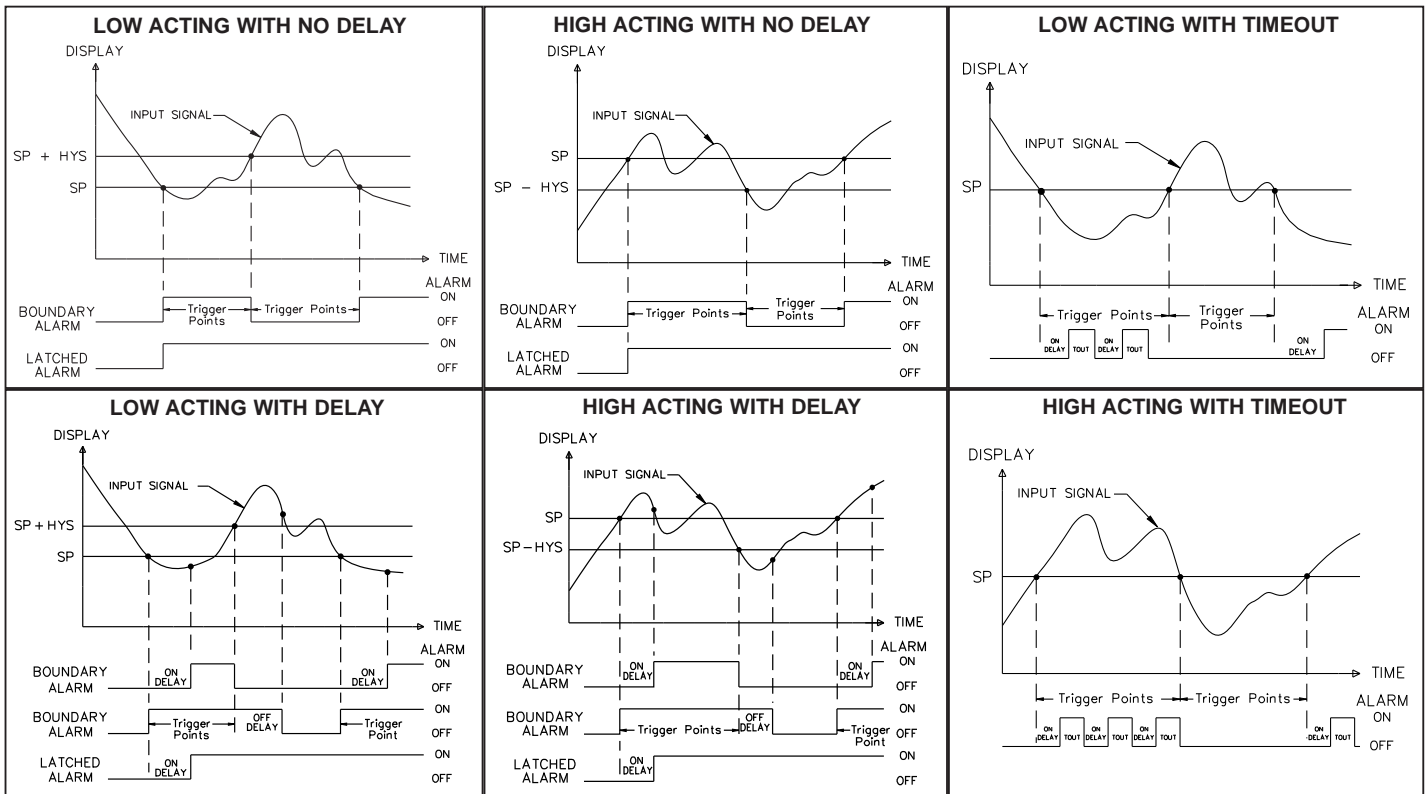 LOW ACTING WITH NO DELAY
DISPLAY
INPUT SIGNAL
SP + HYS
SP
TIME
ALARM
BOUNDARY
ALARM
Trigger
Points
Trigger Points
ON
OFF
LATCHED
ALARM
ON
OFF
HIGH ACTING WITH NO DELAY
DISPLAY
INPUT SIGNAL
SP
SP - HYS
TIME
ALARM
BOUNDARY
ALARM
Trigger Points
Trigger
Points
ON
OFF
LATCHED
ALARM
ON
OFF
LOW ACTING WITH TIMEOUT
DISPLAY
INPUT SIGNAL
SP
TIME
Trigger Points
Trigger
Points
ALARM
ON
OFF
ON
DELAY
TOUT
ON
DELAY
TOUT
ON
DELAY
LOW ACTING WITH DELAY
DISPLAY
INPUT SIGNAL
SP+HYS
SP
TIME
ALARM
BOUNDARY
ALARM
ON
DELAY
ON
DELAY
ON
OFF
BOUNDARY
ALARM
Trigger
Points
OFF
DELAY
Trigger
Point
ON
OFF
LATCHED
ALARM
ON
DELAY
ON
OFF
HIGH ACTING WITH DELAY
DISPLAY
INPUT SIGNAL
SP
SP-HYS
TIME
ALARM
BOUNDARY
ALARM
ON
DELAY
ON
DELAY
ON
OFF
BOUNDARY
ALARM
Trigger Points
OFF
DELAY
Trigger
Point
ON
OFF
LATCHED
ALARM
ON
DELAY
ON
OFF
HIGH ACTING WITH TIMEOUT
DISPLAY
INPUT SIGNAL
SP
TIME
Trigger Points
Trigger Points
ALARM
ON
OFF
ON
DELAY
TOUT
ON
DELAY
TOUT
ON
DELAY
TOUT
ON
DELAY
TOUT